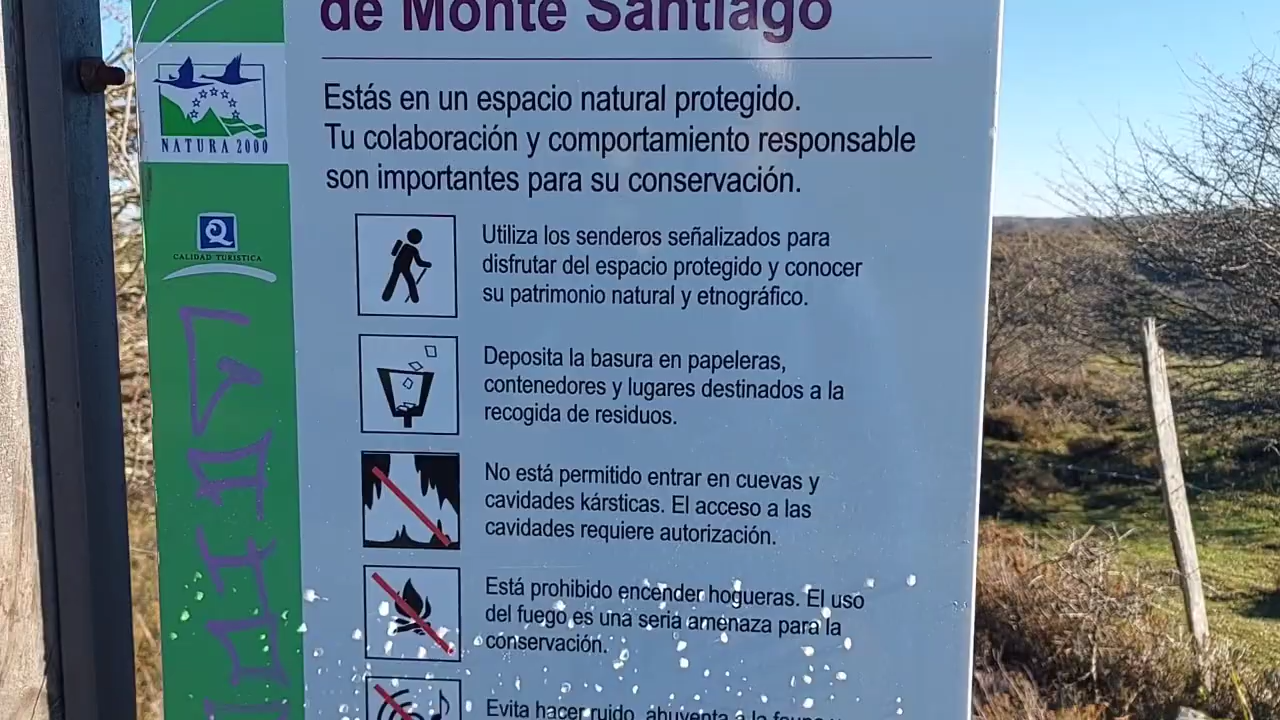 de Monte Santiago
NATURA 2000
Estás en un espacio natural protegido.
Tu colaboración y comportamiento responsable
son importantes para su conservación.
Q
CALIDAD TURÍSTICA
Utiliza los senderos señalizados para
disfrutar del espacio protegido y conocer
su patrimonio natural y etnográfico.
Deposita la basura en papeleras,
contenedores y lugares destinados a la
recogida de residuos.
No está permitido entrar en cuevas y
cavidades kársticas. El acceso a las
cavidades requiere autorización.
Está prohibido encender hogueras. El uso
del fuego es una seria amenaza para la
conservación.
Evita hacer ruido, ahuyenta a la fauna y